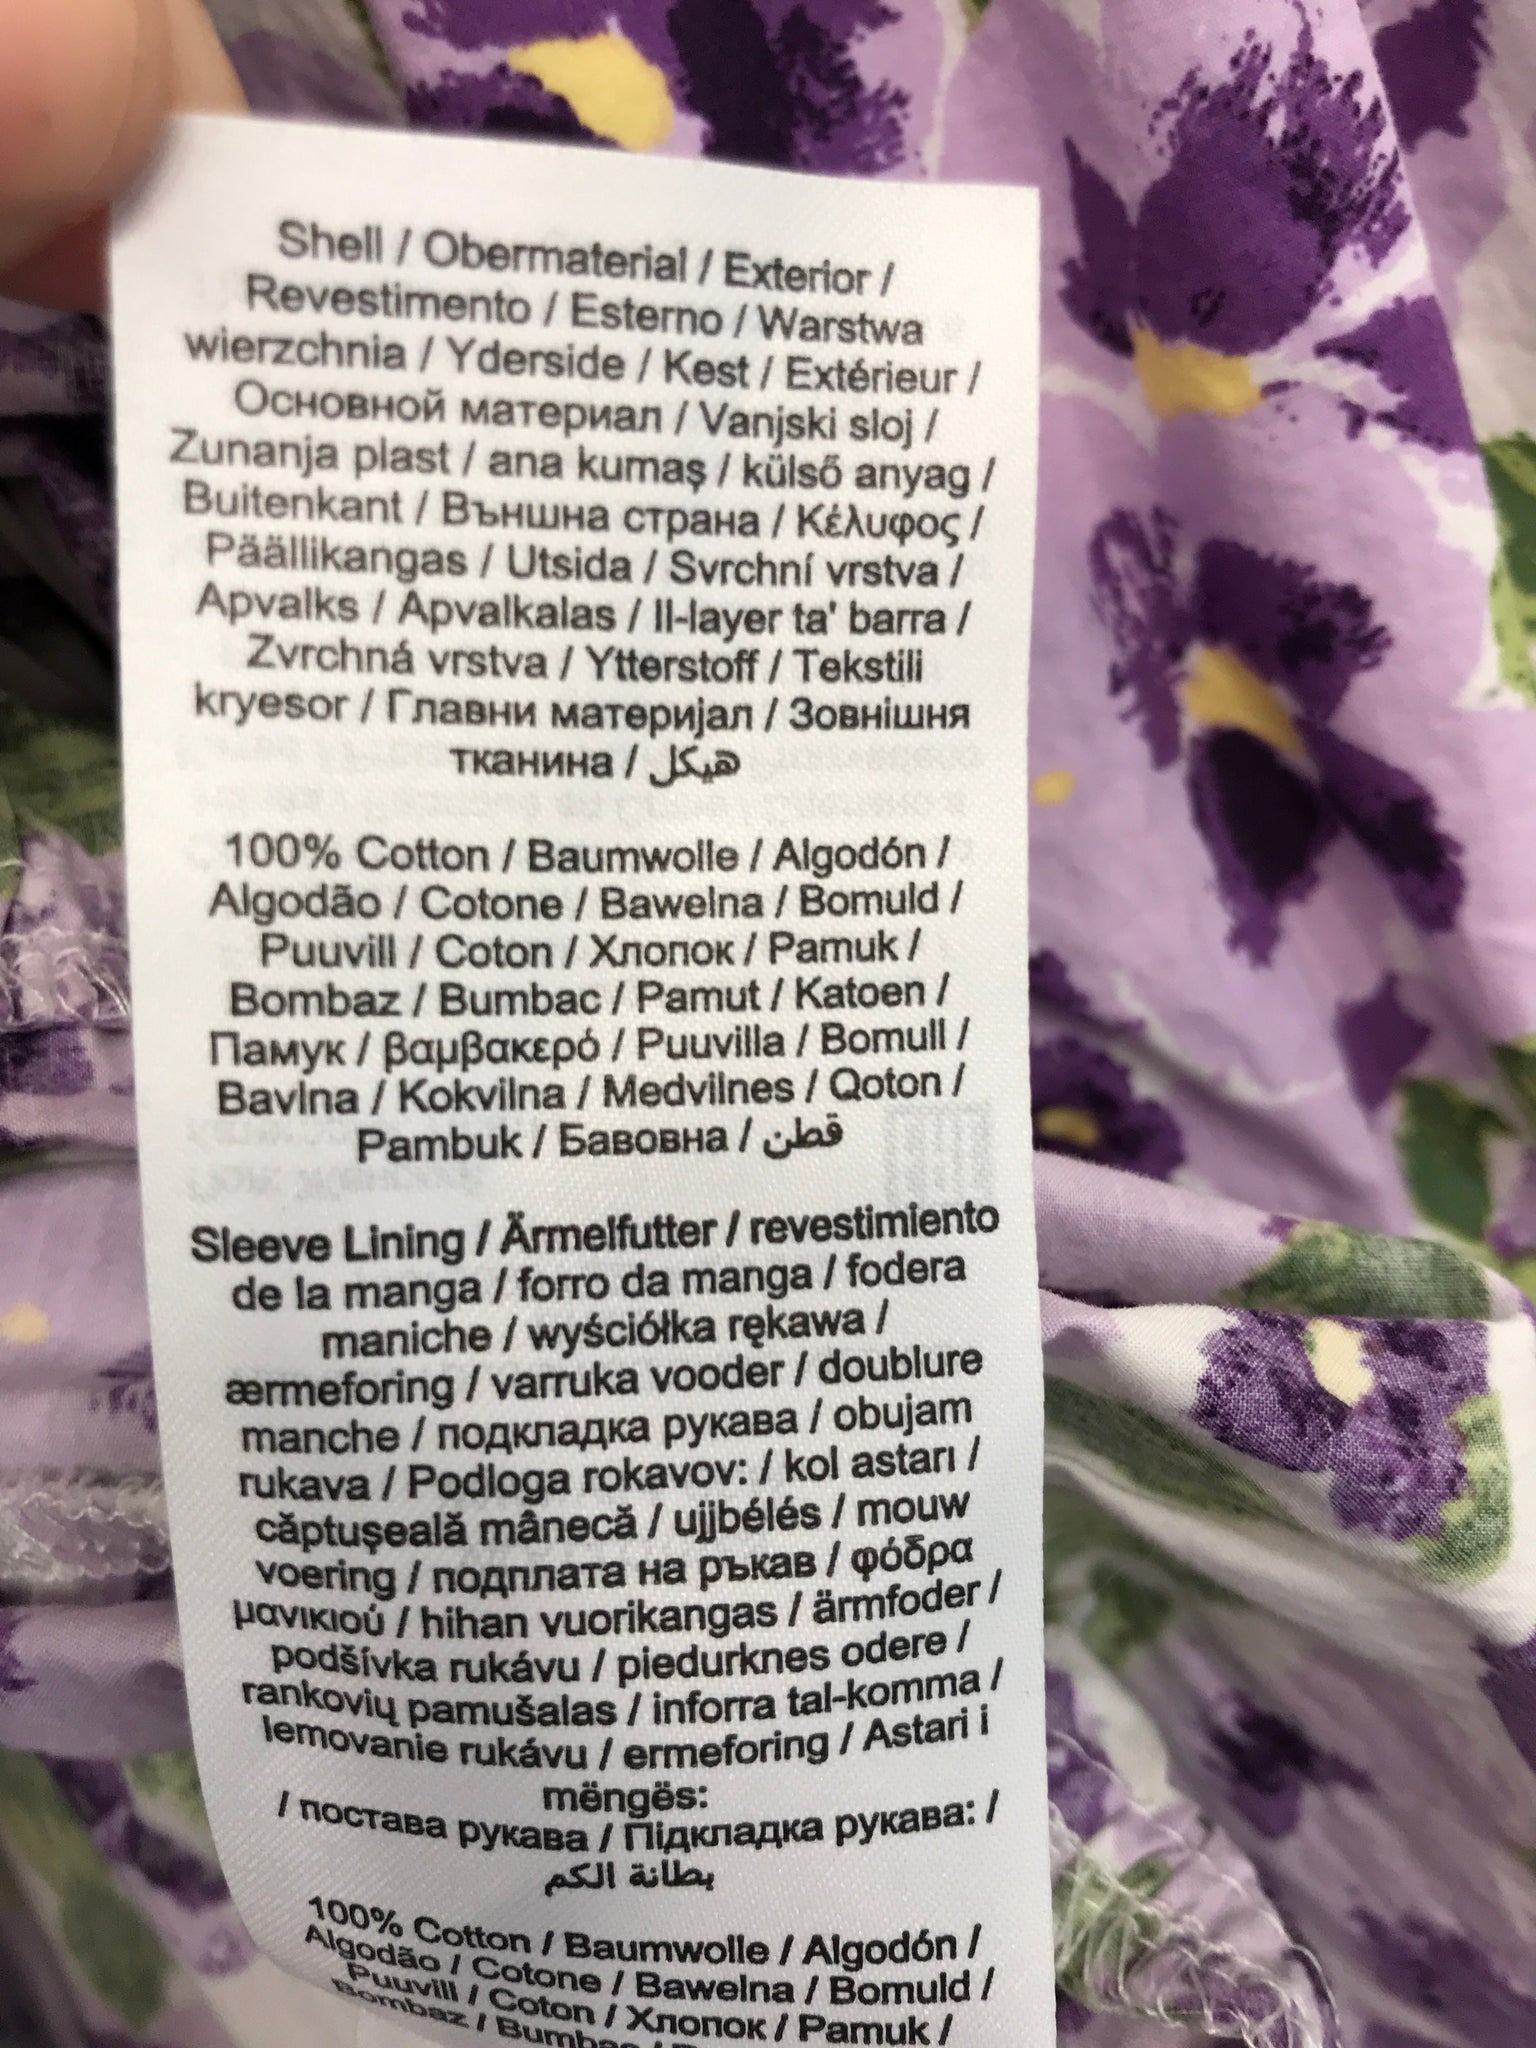 Shell / Obermaterial / Exterior /
Revestimento / Esterno / Warstwa
wierzchnia / Yderside / Kest / Extérieur /
Основной материал / Vanjski sloj /
Zunanja plast / ana kumaş / külső anyag /
Buitenkant / Външна страна / Κέλυφος /
Päällikangas / Utsida / Svrchní vrstva /
Apvalks / Apvalkalas / Il-layer ta' barra /
Zvrchná vrstva / Ytterstoff / Tekstili
kryesor / Главни материјал / Зовнішня
тканина / هيكل
100% Cotton / Baumwolle / Algodón /
Algodão / Cotone / Bawełna / Bomuld /
Puuvill / Coton / Хлопок / Pamuk /
Bombaz / Bumbac / Pamut / Katoen /
Памук / βαμβακερό / Puuvilla / Bomull /
Bavlna / Kokvilna / Medvilnes / Qoton /
Pambuk / Бавовна / قطن
Sleeve Lining / Ärmelfutter / revestimiento
de la manga / forro da manga / fodera
maniche / wyściółka rękawa /
ærmeforing / varruka vooder / doublure
manche / подкладка рукава / obujam
rukava / Podloga rokavov: / kol astarı /
căptușeală mânecă / ujjbélés / mouw
voering / подплата на ръкав / φόδρα
μανικιού / hihan vuorikangas / ärmfoder /
podšívka rukávu / piedurknes odere /
rankovių pamušalas / inforra tal-komma /
lemovanie rukávu / ermeforing / Astari i
mëngës:
/ постава рукава / Підкладка рукава: /
بطانة الكم
100% Cotton / Baumwolle / Algodón /
Algodão / Cotone / Bawełna / Bomuld /
Puuvill / Coton / Хлопок / Pamuk /
Bombaz /